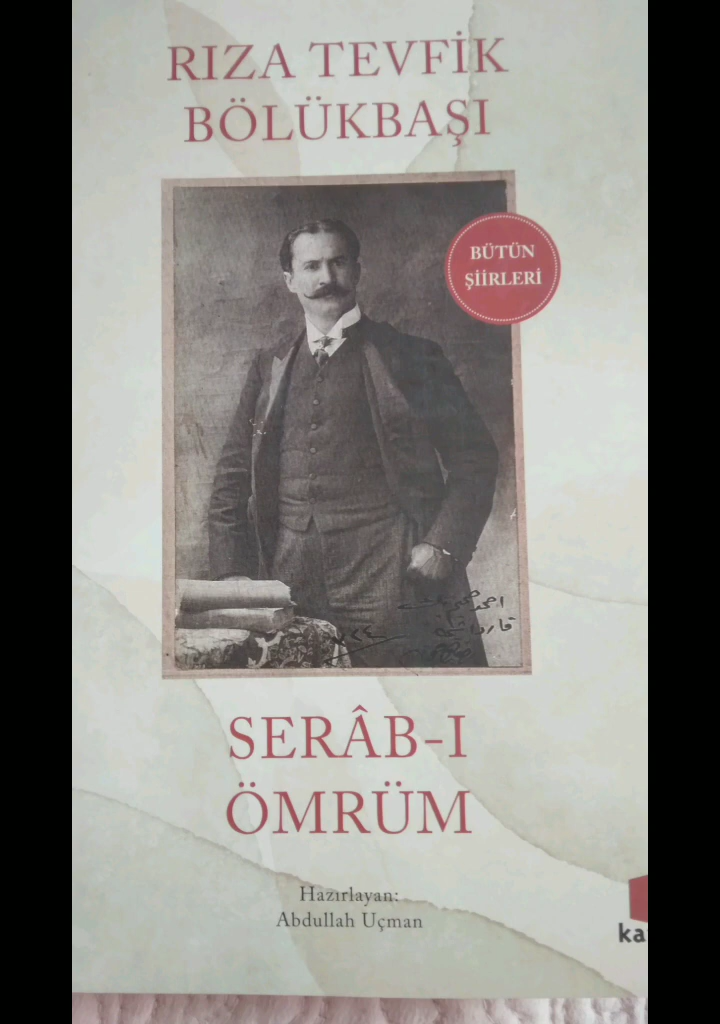 RIZA TEVFİK
BÖLÜKBAŞI
BÜTÜN
ŞİİRLERİ
SERÂB-I
ÖMRÜM
Hazırlayan:
Abdullah Uçman